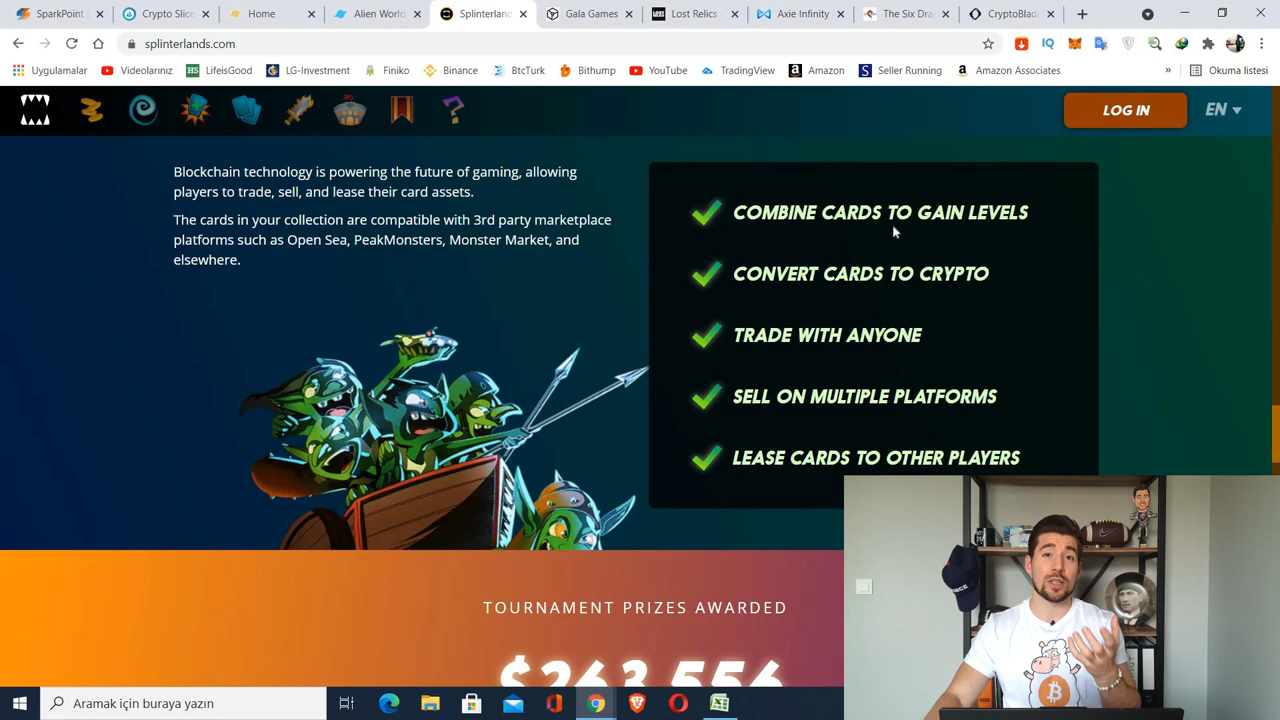 SparkPoint
Crypto Slice
Home
Alien World
Splinterland
Gala Games
Lost Relics
Axie Infinity
The Six Dra
CryptoBlade
splinterlands.com
Uygulamalar
Videolarınız
LifeisGood
LG-Investment
Finiko
Binance
BtcTurk
Bithump
YouTube
TradingView
Amazon
Seller Running
Amazon Associates
»
Okuma listesi
LOG IN
EN
Blockchain technology is powering the future of gaming, allowing
players to trade, sell, and lease their card assets.
The cards in your collection are compatible with 3rd party marketplace
platforms such as Open Sea, PeakMonsters, Monster Market, and
elsewhere.
COMBINE CARDS TO GAIN LEVELS
CONVERT CARDS TO CRYPTO
TRADE WITH ANYONE
SELL ON MULTIPLE PLATFORMS
LEASE CARDS TO OTHER PLAYERS
TOURNAMENT PRIZES AWARDED
$263,556
Aramak için buraya yazın